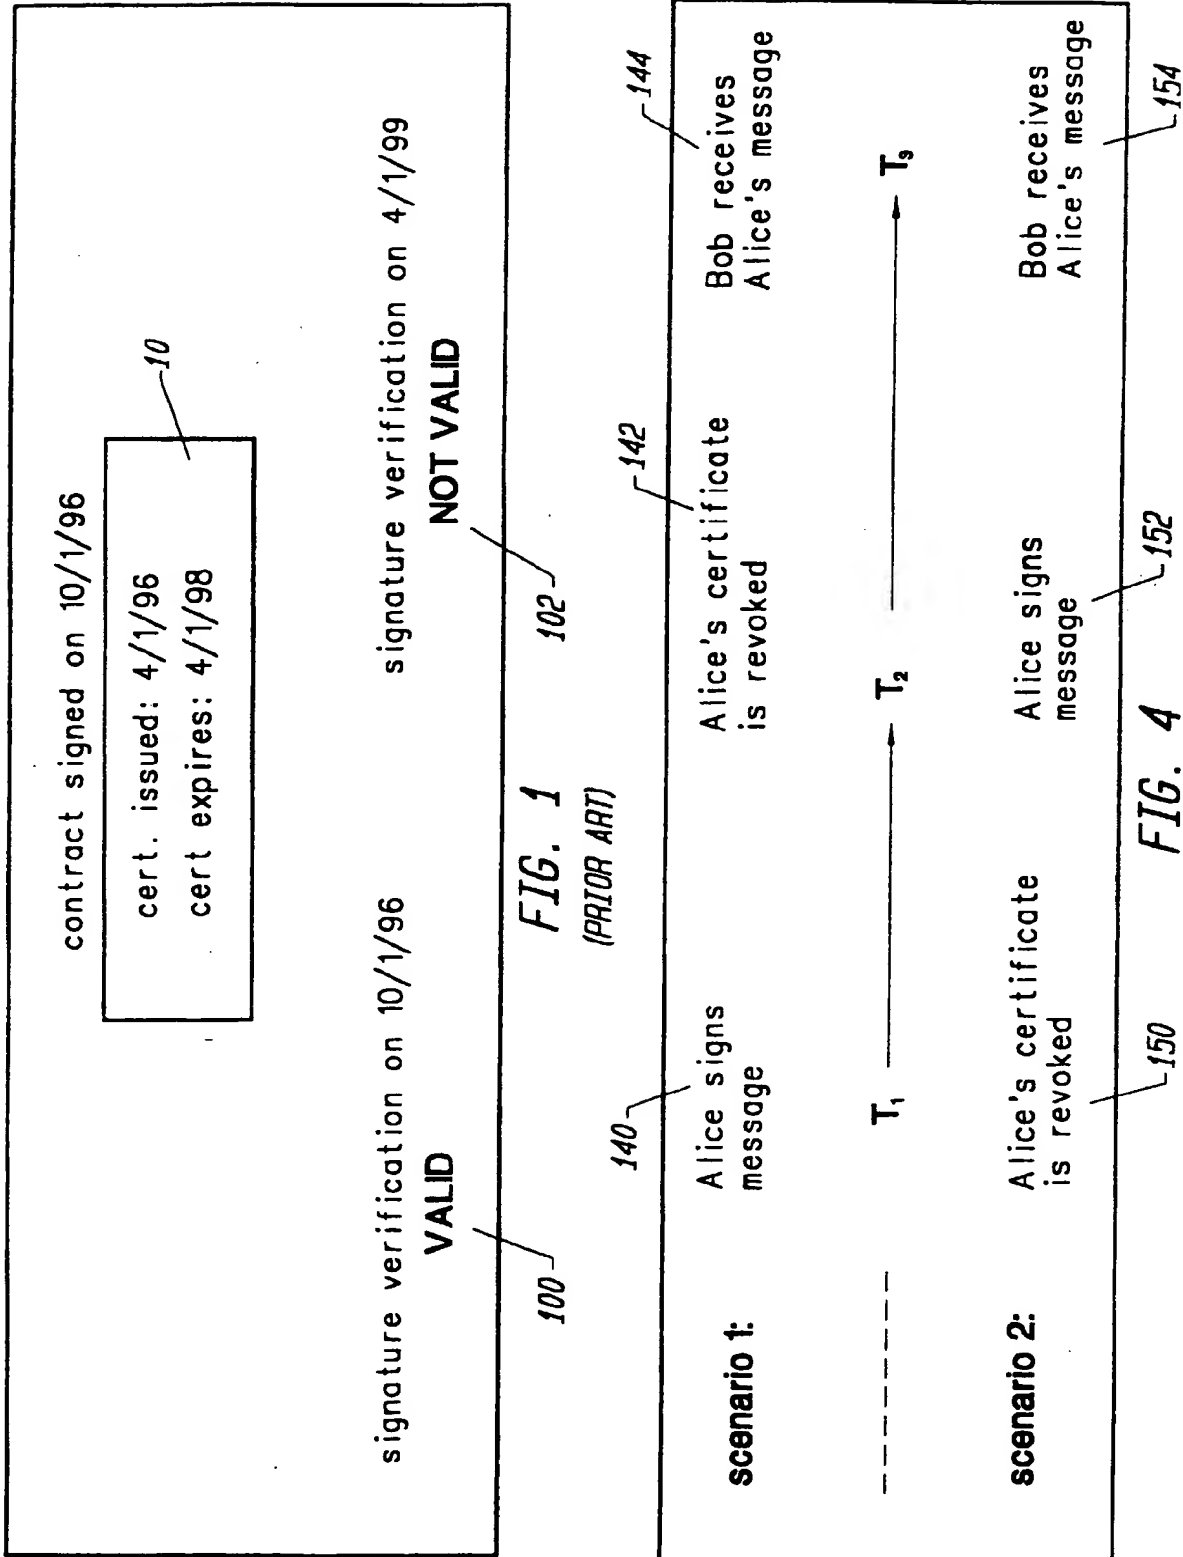 contract signed on 10/1/96
10
cert. issued: 4/1/96
cert expires: 4/1/98
signature verification on 10/1/96
VALID
100
signature verification on 4/1/99
NOT VALID
102
FIG. 1
(PRIOR ART)
140
142
144
scenario 1:
Alice signs
message
Alice's certificate
is revoked
Bob receives
Alice's message
T1
T2
T3
scenario 2:
Alice's certificate
is revoked
Alice signs
message
Bob receives
Alice's message
150
152
154
FIG. 4